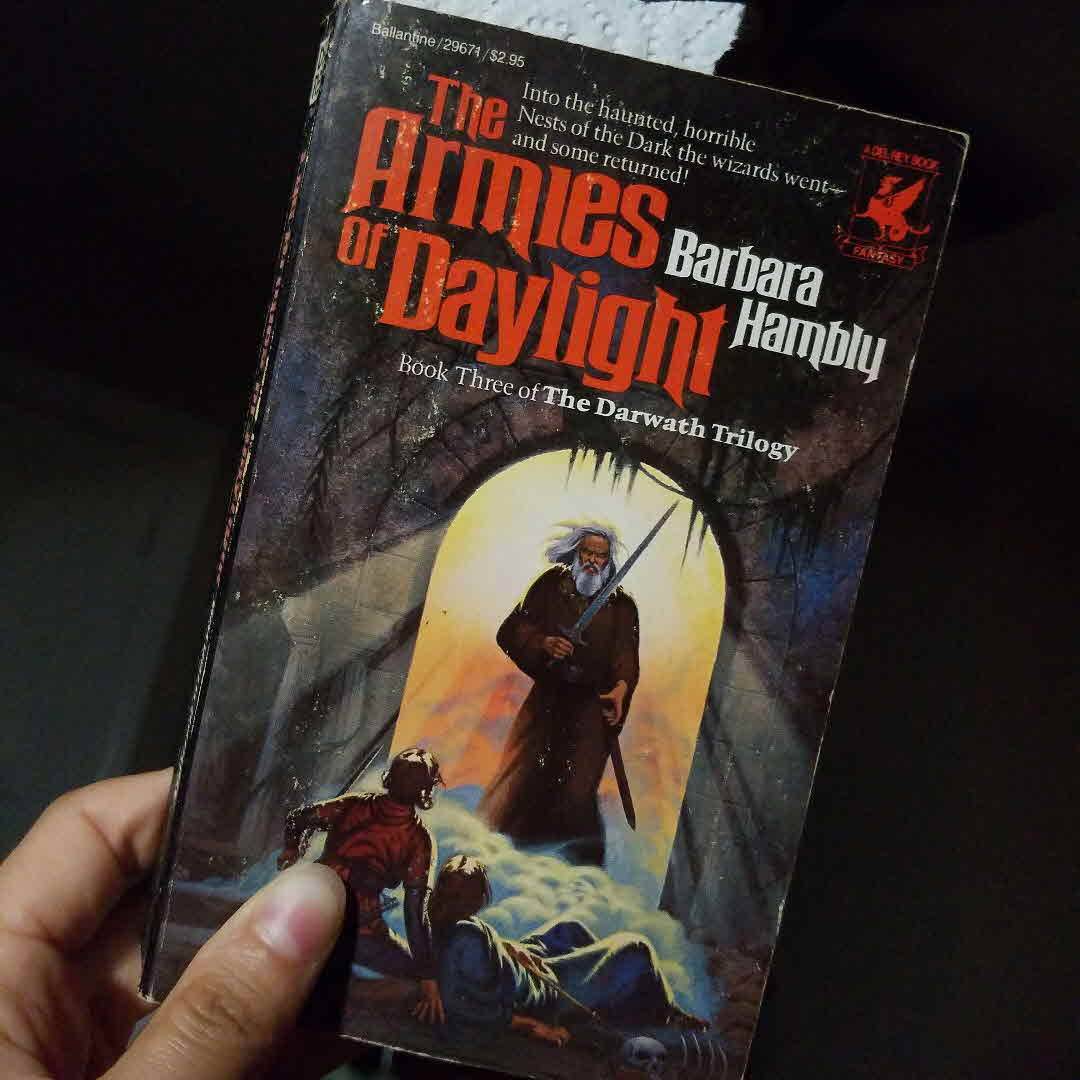 Ballantine/29671/$2.95
The
Armies
of Daylight
Into the haunted, horrible
Nests of the Dark the wizards went—
and some returned!
A DEL REY BOOK
FANTASY
Barbara
Hambly
Book Three of The Darwath Trilogy